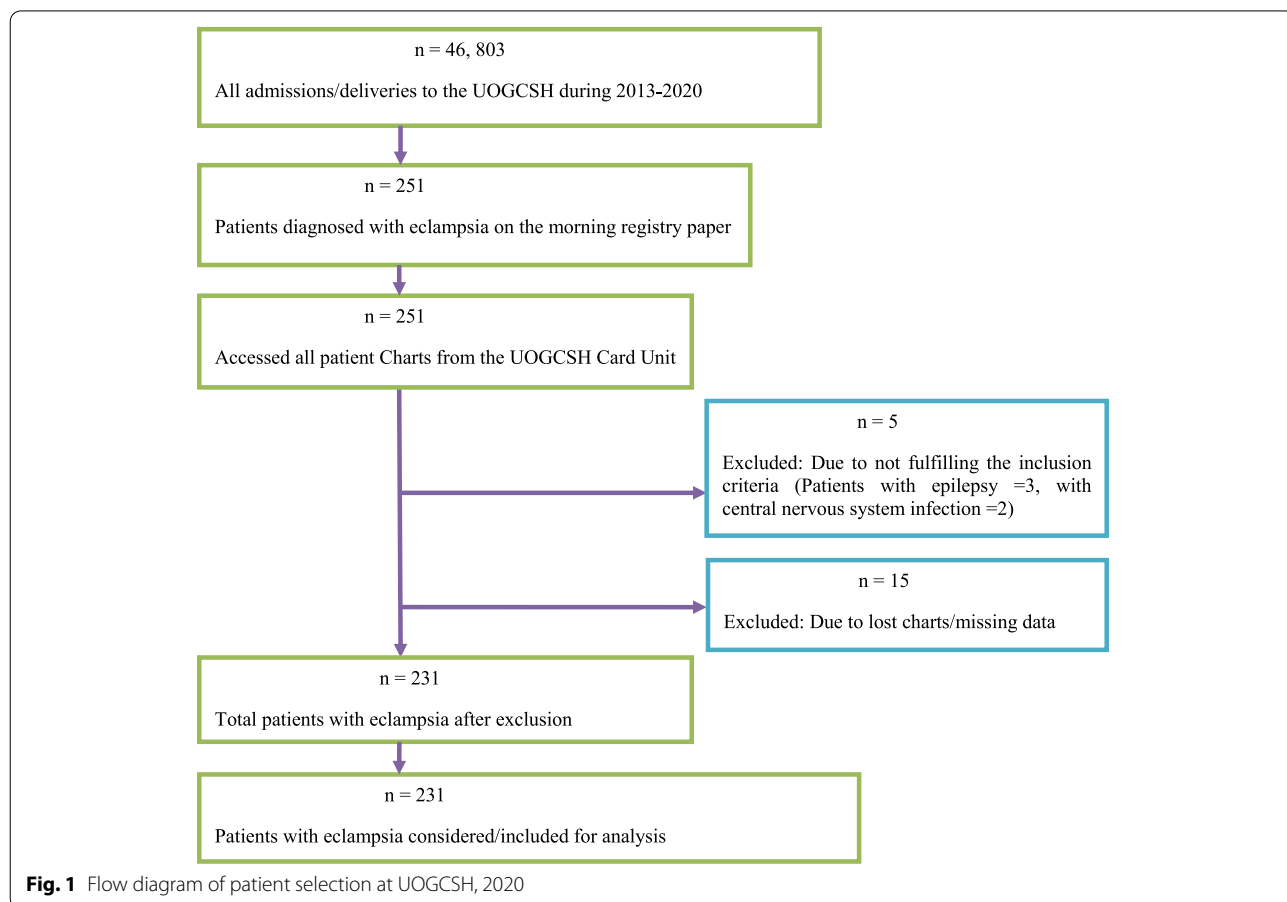 n = 46, 803
All admissions/deliveries to the UOGCSH during 2013-2020
n = 251
Patients diagnosed with eclampsia on the morning registry paper
n = 251
Accessed all patient Charts from the UOGCSH Card Unit
n = 5
Excluded: Due to not fulfilling the inclusion
criteria (Patients with epilepsy =3, with
central nervous system infection =2)
n = 15
Excluded: Due to lost charts/missing data
n = 231
Total patients with eclampsia after exclusion
n = 231
Patients with eclampsia considered/included for analysis
Fig. 1 Flow diagram of patient selection at UOGCSH, 2020